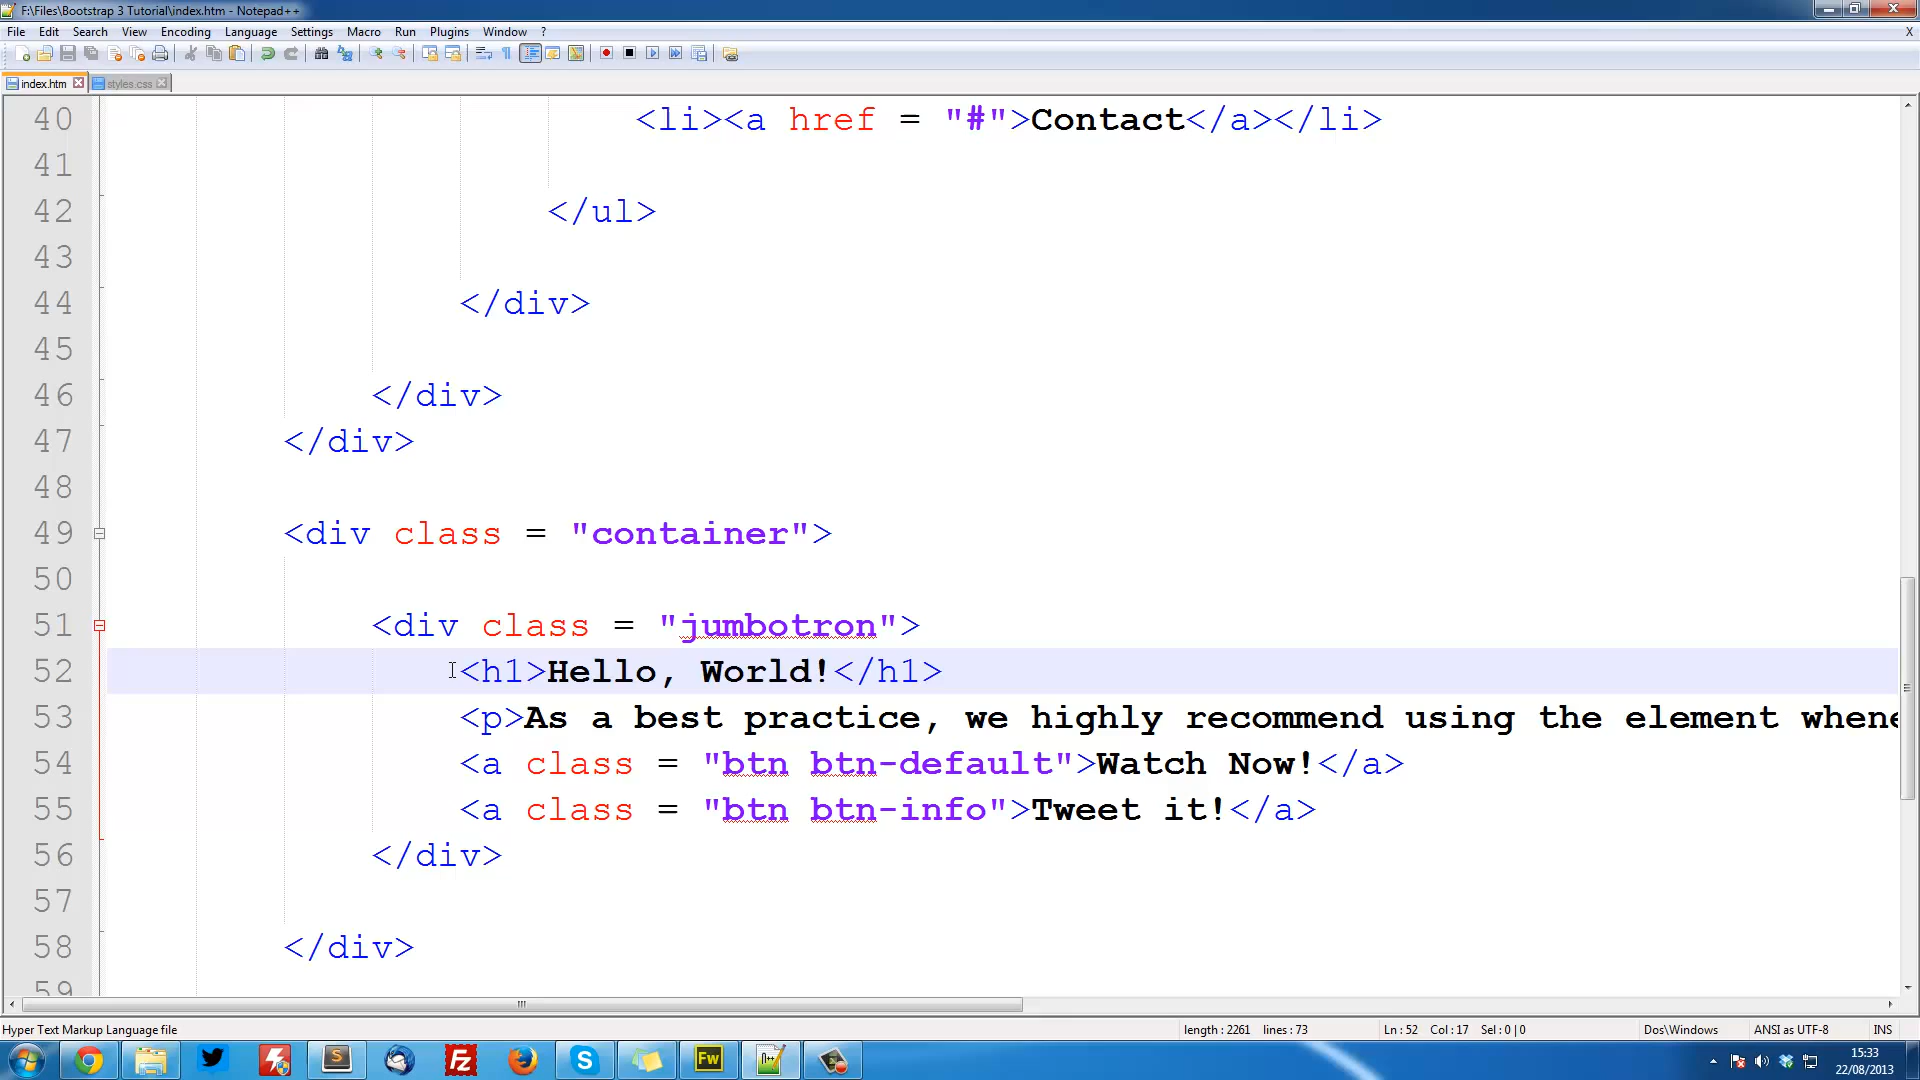 F:\Files\Bootstrap 3 Tutorial\index.htm - Notepad++
File Edit Search View Encoding Language Settings Macro Run Plugins Window ? X
index.htm styles.css
40 <li><a href = "#">Contact</a></li>
41
42 </ul>
43
44 </div>
45
46 </div>
47 </div>
48
49 <div class = "container">
50
51 <div class = "jumbotron">
52 <h1>Hello, World!</h1>
53 <p>As a best practice, we highly recommend using the element whene
54 <a class = "btn btn-default">Watch Now!</a>
55 <a class = "btn btn-info">Tweet it!</a>
56 </div>
57
58 </div>
59
Hyper Text Markup Language file length : 2261 lines : 73 Ln : 52 Col : 17 Sel : 0 | 0 Dos\Windows ANSI as UTF-8 INS
Fz S Fw
15:33
22/08/2013